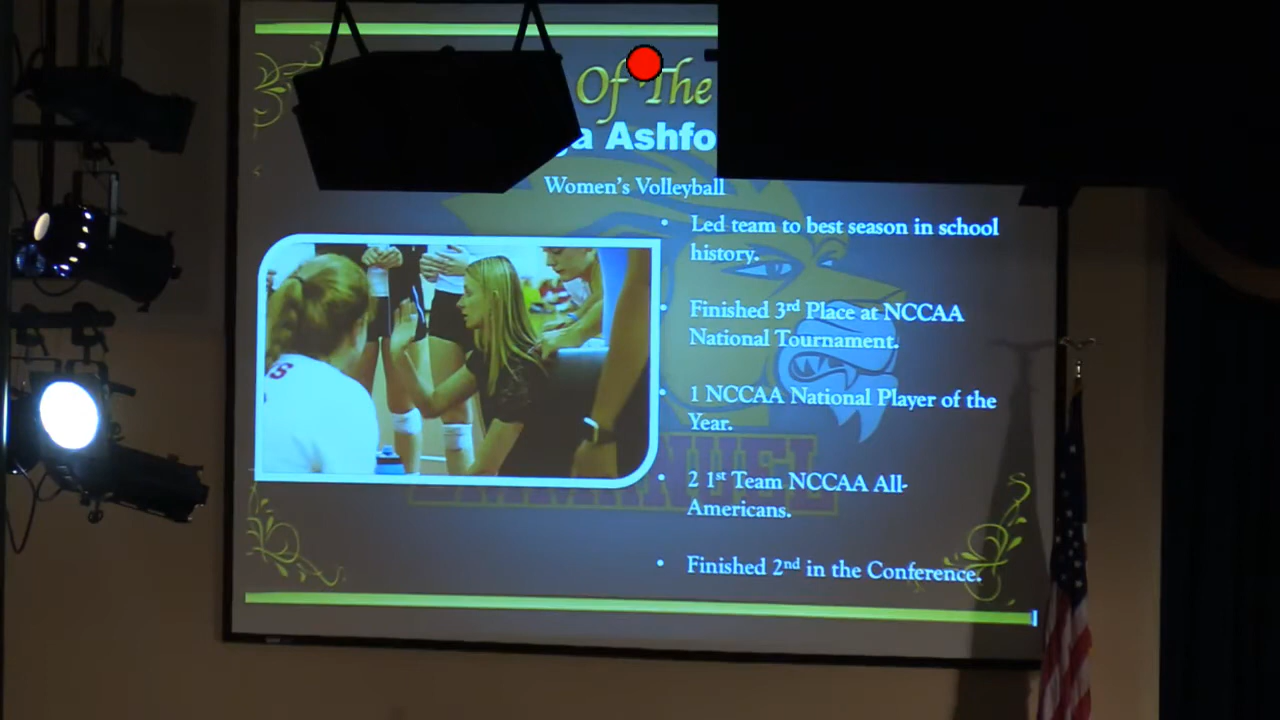 Of The
Ashfo
Women's Volleyball
• Led team to best season in school
history.
• Finished 3rd Place at NCCAA
National Tournament.
• 1 NCCAA National Player of the
Year.
• 2 1st Team NCCAA All-
Americans.
• Finished 2nd in the Conference.
S